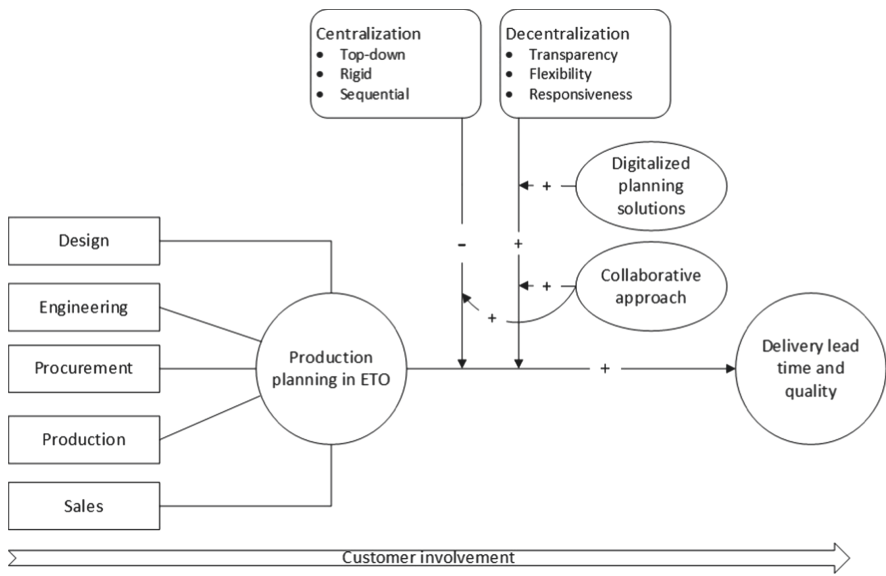 Centralization
● Top-down
● Rigid
● Sequential
Decentralization
● Transparency
● Flexibility
● Responsiveness
Digitalized
planning
solutions
+
-
+
Collaborative
approach
+
+
Design
Engineering
Procurement
Production
Sales
Production
planning in ETO
+
Delivery lead
time and
quality
Customer involvement